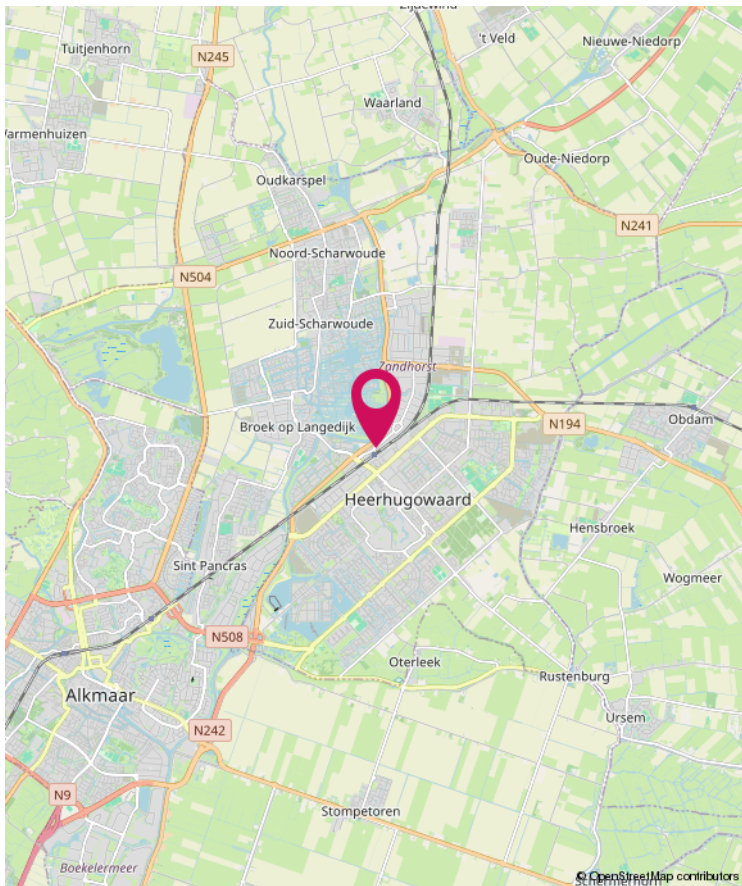 Zijdewind
't Veld
Nieuwe-Niedorp
Tuitjenhorn
N245
Waarland
Warmenhuizen
Oude-Niedorp
Oudkarspel
N241
Noord-Scharwoude
N504
Zuid-Scharwoude
Zandhorst
Obdam
Broek op Langedijk
N194
Heerhugowaard
Hensbroek
Sint Pancras
Wogmeer
N508
Oterleek
Rustenburg
Alkmaar
Ursem
N242
N9
Stompetoren
Boekelermeer
Schermerhorn
© OpenStreetMap contributors